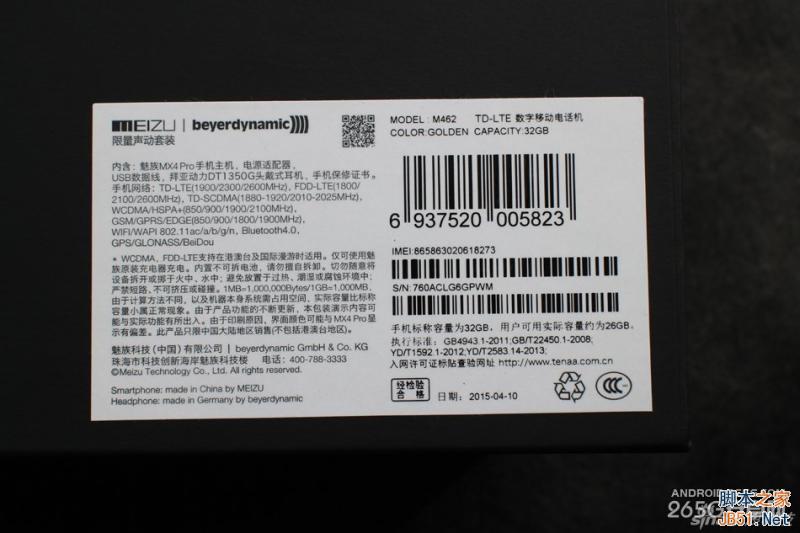 MEIZU | beyerdynamic
限量声动套装
内含：魅族MX4 Pro手机主机，电源适配器，
USB数据线，拜亚动力DT1350G头戴式耳机，手机保修证书。
手机网络：TD-LTE(1900/2300/2600MHz), FDD-LTE(1800/
2100/2600MHz), TD-SCDMA(1880-1920/2010-2025MHz),
WCDMA/HSPA+(850/900/1900/2100MHz),
GSM/GPRS/EDGE(850/900/1800/1900MHz)
WIFI/WAPI 802.11ac/a/b/g/n, Bluetooth4.0,
GPS/GLONASS/BeiDou
* WCDMA, FDD-LTE支持在港澳台及国际漫游时适用。仅可使用魅
族原装充电器充电。内置不可拆电池，请勿擅自拆卸。切勿随意将
设备拆开或掷于火中、水中；避免放置于过热、潮湿或腐蚀环境中；
严禁短路，不可挤压或碰撞。1MB=1,000,000Bytes;1GB=1,000MB,
由于计算方法不同，以及机器本身系统需占用空间，实际容量比标称
容量小属正常现象。由于产品功能不断更新，本包装演示内容可能
与实际功能有所出入。由于印刷原因，界面颜色可能与MX4 Pro显
示有偏差。此产品只限中国大陆地区销售(不包括港澳台地区)
魅族科技（中国）有限公司 | beyerdynamic GmbH & Co. KG
珠海市科技创新海岸魅族科技楼 电话：400-788-3333
©Meizu Technology Co., Ltd. All rights reserved.
Smartphone: made in China by MEIZU
Headphone: made in Germany by beyerdynamic
MODEL : M462 TD-LTE 数字移动电话机
COLOR:GOLDEN CAPACITY:32GB
6 937520 005823
IMEI:865863020618273
S/N:760ACLG6GPWM
手机标称容量为32GB，用户可用实际容量约为26GB。
执行标准：GB4943.1-2011;GB/T22450.1-2008;
YD/T1592.1-2012;YD/T2583.14-2013;
入网许可证标贴查验网址 http://www.tenaa.com.cn
经检验
合格
日期：2015-04-10
CCC
脚本之家
JB51.Net